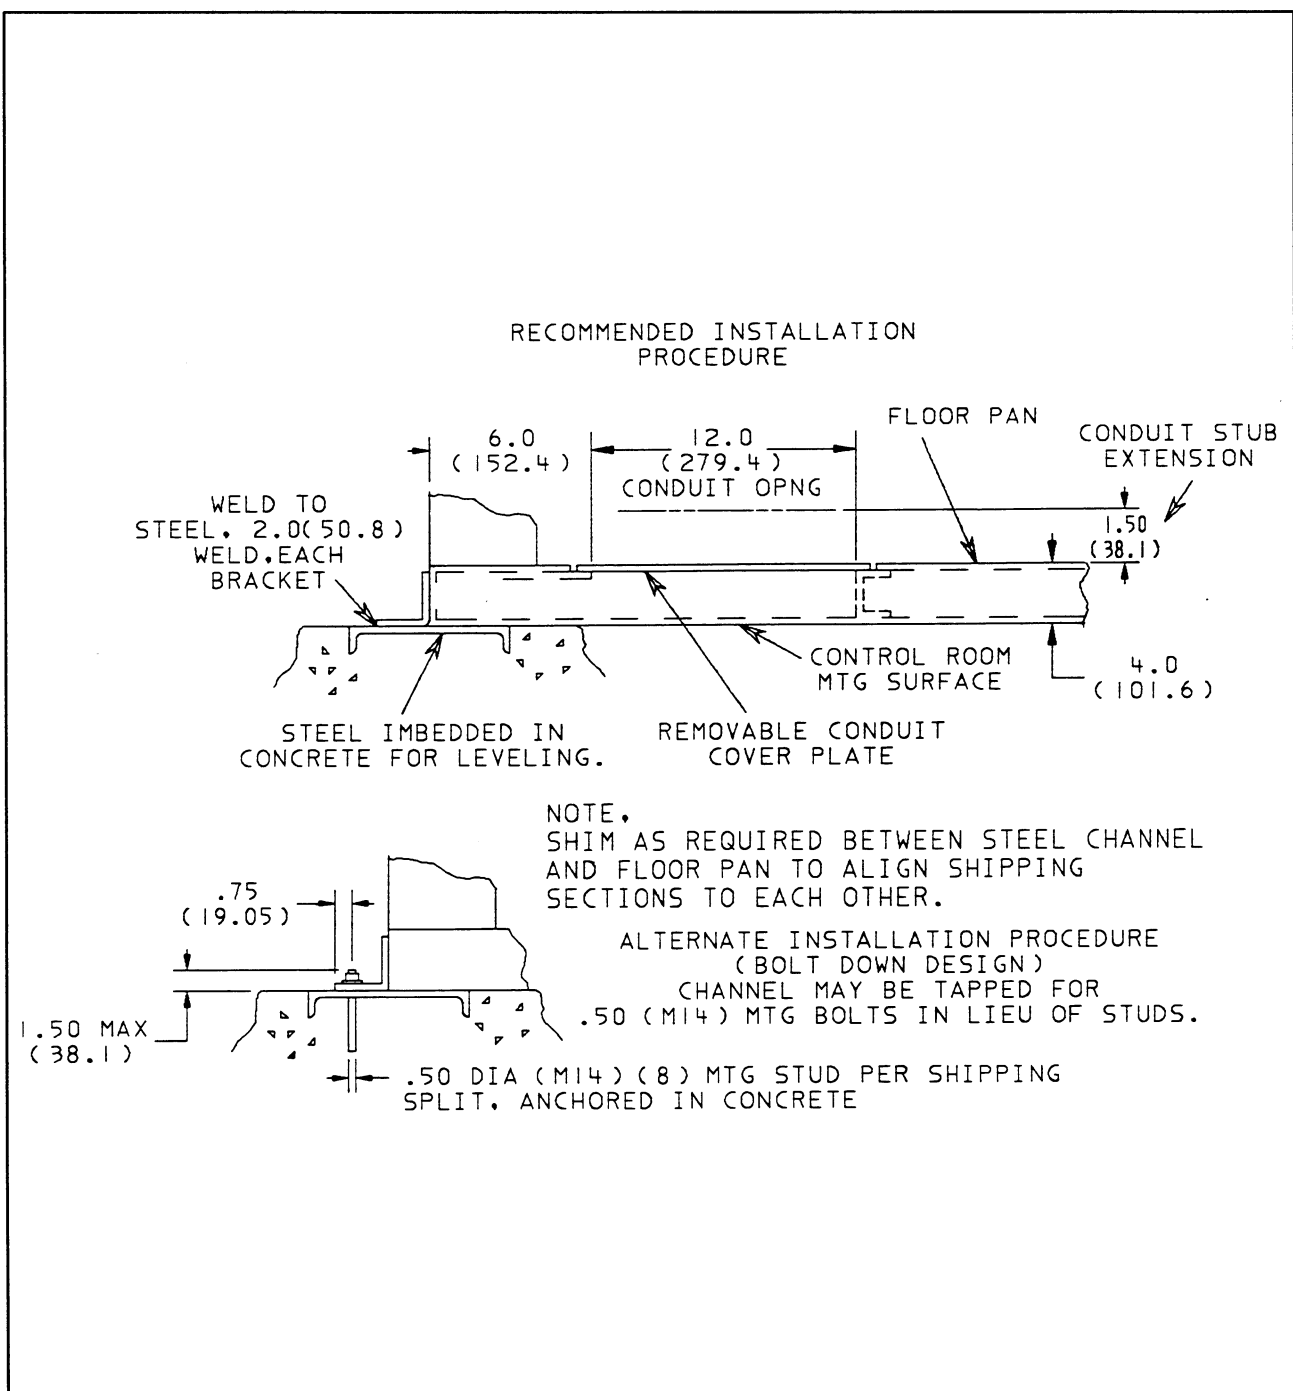 RECOMMENDED INSTALLATION
PROCEDURE
FLOOR PAN
CONDUIT STUB
EXTENSION
6.0
(152.4)
12.0
(279.4)
CONDUIT OPNG
1.50
(38.1)
WELD TO
STEEL. 2.0(50.8)
WELD.EACH
BRACKET
CONTROL ROOM
MTG SURFACE
4.0
(101.6)
STEEL IMBEDDED IN
CONCRETE FOR LEVELING.
REMOVABLE CONDUIT
COVER PLATE
NOTE.
SHIM AS REQUIRED BETWEEN STEEL CHANNEL
AND FLOOR PAN TO ALIGN SHIPPING
SECTIONS TO EACH OTHER.
.75
(19.05)
ALTERNATE INSTALLATION PROCEDURE
(BOLT DOWN DESIGN)
CHANNEL MAY BE TAPPED FOR
.50 (M14) MTG BOLTS IN LIEU OF STUDS.
1.50 MAX
(38.1)
.50 DIA (M14) (8) MTG STUD PER SHIPPING
SPLIT. ANCHORED IN CONCRETE